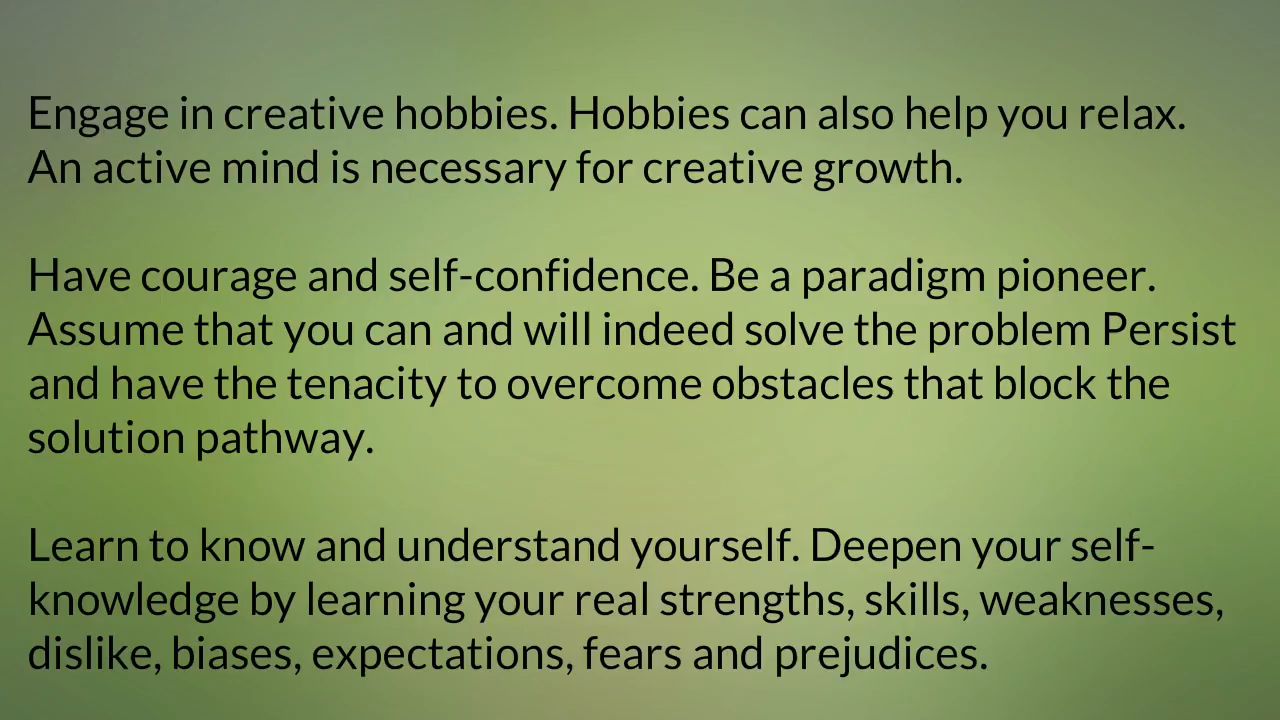 Engage in creative hobbies. Hobbies can also help you relax.
An active mind is necessary for creative growth.
Have courage and self-confidence. Be a paradigm pioneer.
Assume that you can and will indeed solve the problem Persist
and have the tenacity to overcome obstacles that block the
solution pathway.
Learn to know and understand yourself. Deepen your self-
knowledge by learning your real strengths, skills, weaknesses,
dislike, biases, expectations, fears and prejudices.